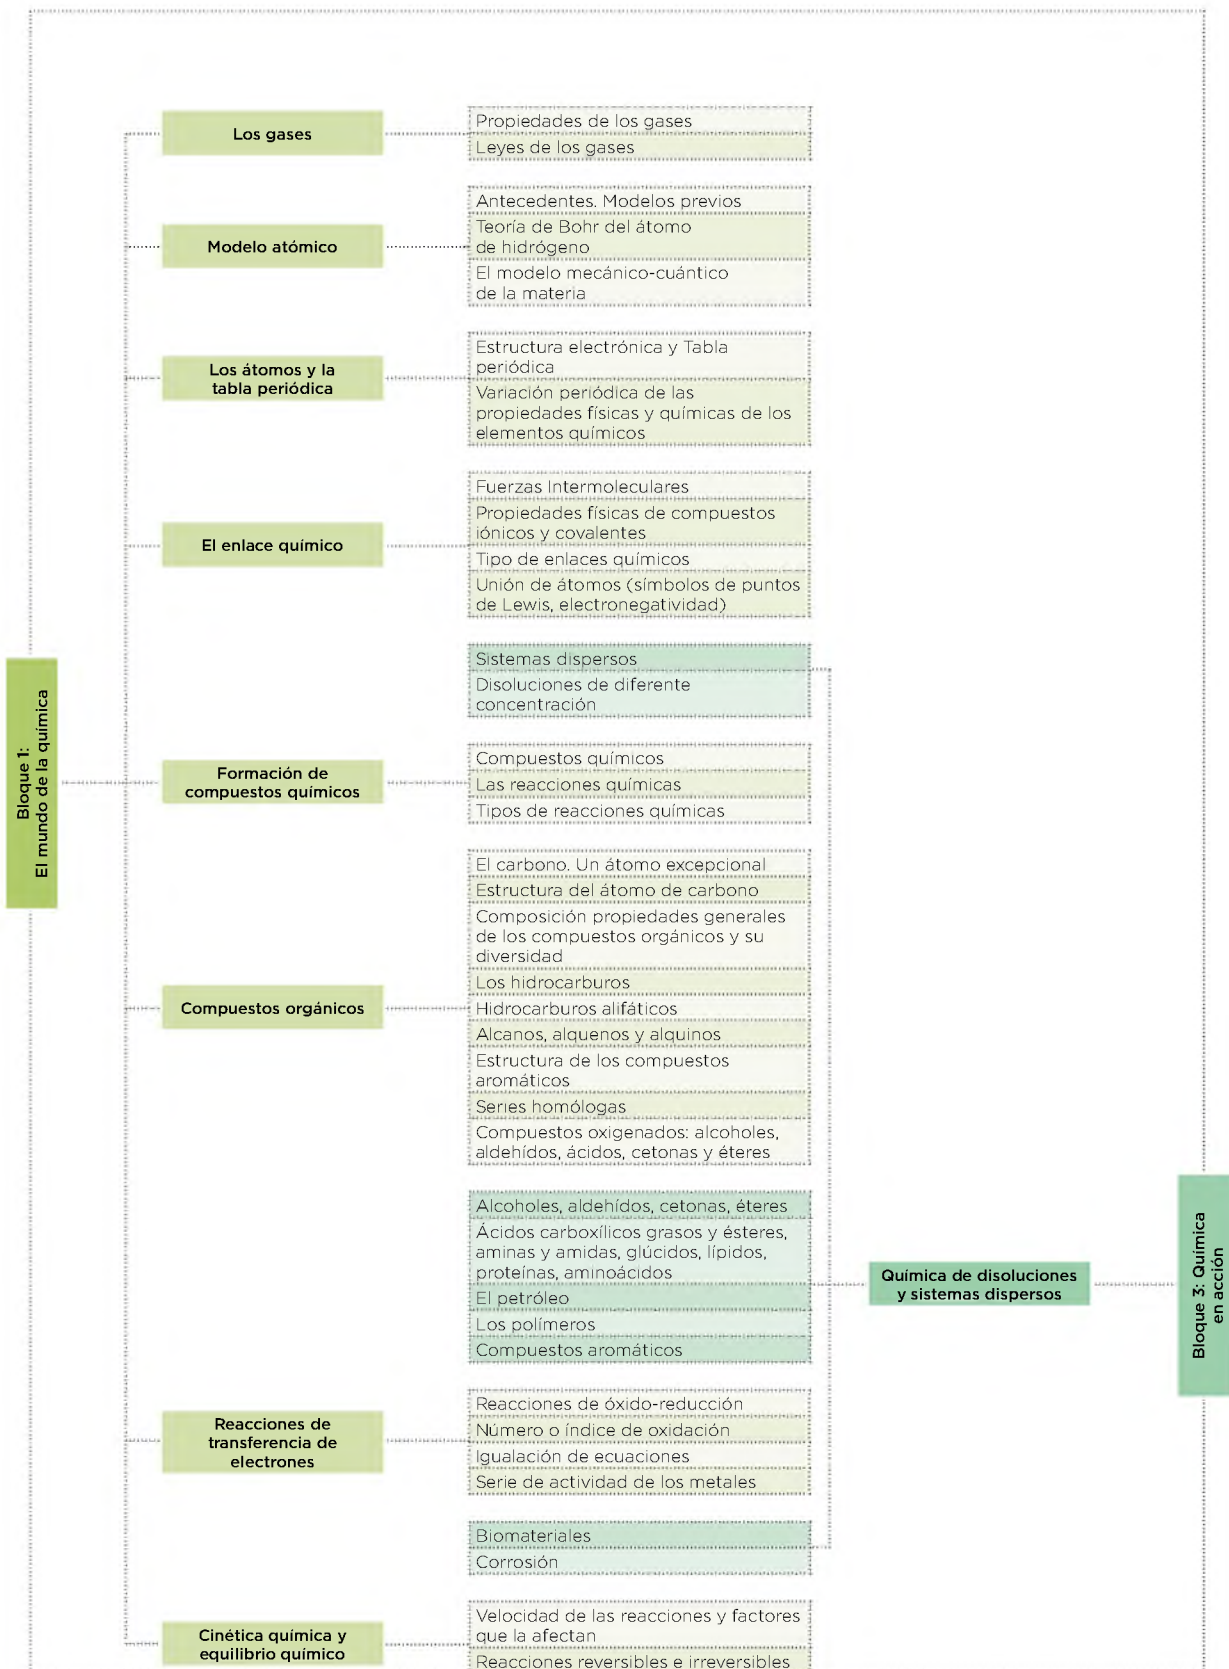 Los gases
Propiedades de los gases
Leyes de los gases
Modelo atómico
Antecedentes. Modelos previos
Teoría de Bohr del átomo
de hidrógeno
El modelo mecánico-cuántico
de la materia
Los átomos y la
tabla periódica
Estructura electrónica y Tabla
periódica
Variación periódica de las
propiedades físicas y químicas de los
elementos químicos
El enlace químico
Fuerzas Intermoleculares
Propiedades físicas de compuestos
iónicos y covalentes
Tipo de enlaces químicos
Unión de átomos (símbolos de puntos
de Lewis, electronegatividad)
Sistemas dispersos
Disoluciones de diferente
concentración
Bloque 1:
El mundo de la química
Formación de
compuestos químicos
Compuestos químicos
Las reacciones químicas
Tipos de reacciones químicas
Compuestos orgánicos
El carbono. Un átomo excepcional
Estructura del átomo de carbono
Composición propiedades generales
de los compuestos orgánicos y su
diversidad
Los hidrocarburos
Hidrocarburos alifáticos
Alcanos, alquenos y alquinos
Estructura de los compuestos
aromáticos
Series homólogas
Compuestos oxigenados: alcoholes,
aldehídos, ácidos, cetonas y éteres
Alcoholes, aldehídos, cetonas, éteres
Ácidos carboxílicos grasos y ésteres,
aminas y amidas, glúcidos, lípidos,
proteínas, aminoácidos
El petróleo
Los polímeros
Compuestos aromáticos
Química de disoluciones
y sistemas dispersos
Bloque 3: Química
en acción
Reacciones de
transferencia de
electrones
Reacciones de óxido-reducción
Número o índice de oxidación
Igualación de ecuaciones
Serie de actividad de los metales
Biomateriales
Corrosión
Cinética química y
equilibrio químico
Velocidad de las reacciones y factores
que la afectan
Reacciones reversibles e irreversibles